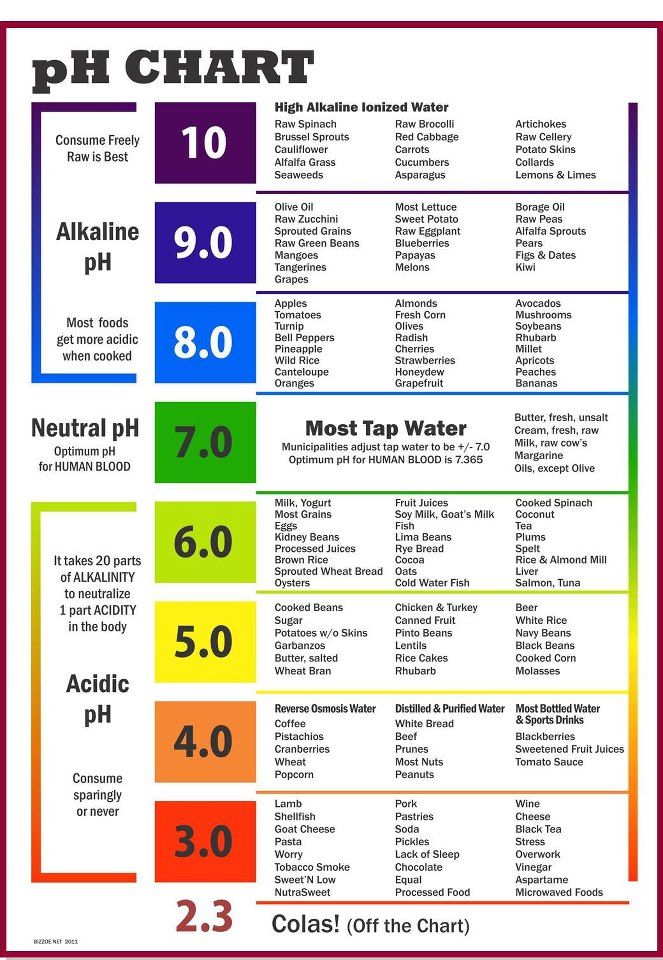 pH CHART
Consume Freely
Raw is Best
Alkaline
pH
Most foods
get more acidic
when cooked
10
High Alkaline Ionized Water
Raw Spinach
Brussel Sprouts
Cauliflower
Alfalfa Grass
Seaweeds
Raw Brocolli
Red Cabbage
Carrots
Cucumbers
Asparagus
Artichokes
Raw Cellery
Potato Skins
Collards
Lemons & Limes
9.0
Olive Oil
Raw Zucchini
Sprouted Grains
Raw Green Beans
Mangoes
Tangerines
Grapes
Most Lettuce
Sweet Potato
Raw Eggplant
Blueberries
Papayas
Melons
Borage Oil
Raw Peas
Alfalfa Sprouts
Pears
Figs & Dates
Kiwi
8.0
Apples
Tomatoes
Turnip
Bell Peppers
Pineapple
Wild Rice
Canteloupe
Oranges
Almonds
Fresh Corn
Olives
Radish
Cherries
Strawberries
Honeydew
Grapefruit
Avocados
Mushrooms
Soybeans
Rhubarb
Millet
Apricots
Peaches
Bananas
Neutral pH
Optimum pH
for HUMAN BLOOD
7.0
Most Tap Water
Municipalities adjust tap water to be +/- 7.0
Optimum pH for HUMAN BLOOD is 7.365
Butter, fresh, unsalt
Cream, fresh, raw
Milk, raw cow's
Margarine
Oils, except Olive
It takes 20 parts
of ALKALINITY
to neutralize
1 part ACIDITY
in the body
Acidic
pH
Consume
sparingly
or never
6.0
Milk, Yogurt
Most Grains
Eggs
Kidney Beans
Processed Juices
Brown Rice
Sprouted Wheat Bread
Oysters
Fruit Juices
Soy Milk, Goat's Milk
Fish
Lima Beans
Rye Bread
Cocoa
Oats
Cold Water Fish
Cooked Spinach
Coconut
Tea
Plums
Spelt
Rice & Almond Mill
Liver
Salmon, Tuna
5.0
Cooked Beans
Sugar
Potatoes w/o Skins
Garbanzos
Butter, salted
Wheat Bran
Chicken & Turkey
Canned Fruit
Pinto Beans
Lentils
Rice Cakes
Rhubarb
Beer
White Rice
Navy Beans
Black Beans
Cooked Corn
Molasses
4.0
Reverse Osmosis Water
Coffee
Pistachios
Cranberries
Wheat
Popcorn
Distilled & Purified Water
White Bread
Beef
Prunes
Most Nuts
Peanuts
Most Bottled Water
& Sports Drinks
Blackberries
Sweetened Fruit Juices
Tomato Sauce
3.0
Lamb
Shellfish
Goat Cheese
Pasta
Worry
Tobacco Smoke
Sweet'N Low
NutraSweet
Pork
Pastries
Soda
Pickles
Lack of Sleep
Chocolate
Equal
Processed Food
Wine
Cheese
Black Tea
Stress
Overwork
Vinegar
Aspartame
Microwaved Foods
2.3
Colas! (Off the Chart)
BIZZDE.NET 2011